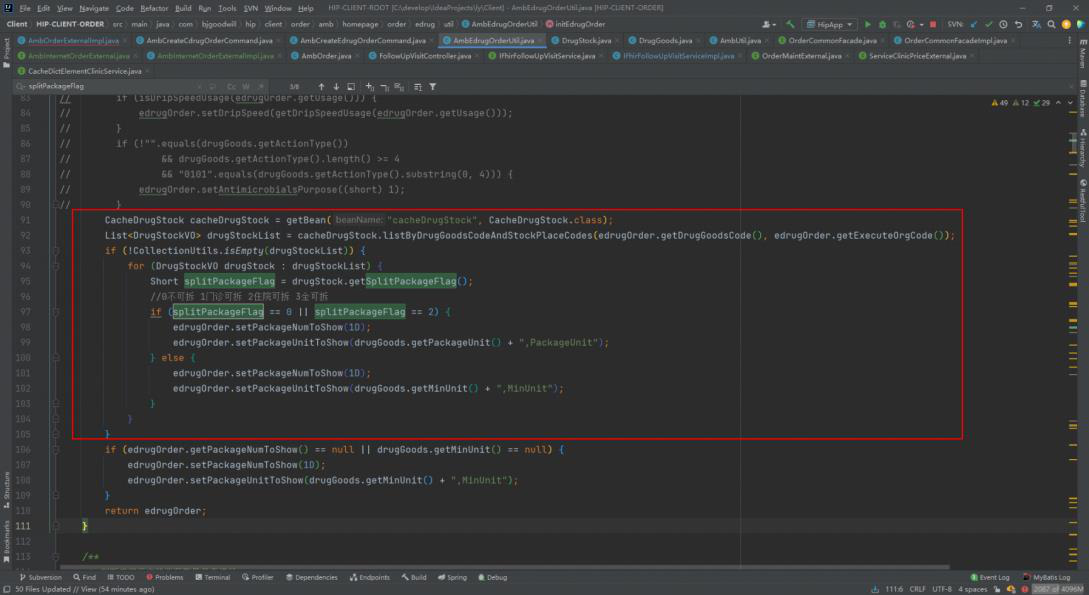 File Edit View Navigate Code Refactor Build Run Tools SVN Window Help HIP-CLIENT-ROOT [C:\develop\IdeaProjects\ly\Client] - AmbEdrugOrderUtil.java [HIP-CLIENT-ORDER]
Client HIP-CLIENT-ORDER src main java com bjgoodwill hip client order amb homepage order edrug util AmbEdrugOrderUtil initEdrugOrder HipApp SVN:
AmbOrderExternalImpl.java AmbCreateCdrugOrderCommand.java AmbCreateEdrugOrderCommand.java AmbEdrugOrderUtil.java DrugStock.java DrugGoods.java AmbUtil.java OrderCommonFacade.java OrderCommonFacadeImpl.java
AmbInternetOrderExternal.java AmbInternetOrderExternalImpl.java AmbOrder.java FollowUpVisitController.java IFhirFollowUpVisitService.java IFhirFollowUpVisitServiceImpl.java OrderMaintExternal.java ServiceClinicPriceExternal.java
CacheDictElementClinicService.java
splitPackageFlag Cc W 3/8
83 // if (isDripSpeedUsage(edrugOrder.getUsage())) {
84 // edrugOrder.setDripSpeed(getDripSpeedUsage(edrugOrder.getUsage()));
85 // }
86 // if (!"".equals(drugGoods.getActionType())
87 // && drugGoods.getActionType().length() >= 4
88 // && "0101".equals(drugGoods.getActionType().substring(0, 4))) {
89 // edrugOrder.setAntimicrobialsPurpose((short) 1);
90 // }
91 CacheDrugStock cacheDrugStock = getBean( beanName: "cacheDrugStock", CacheDrugStock.class);
92 List<DrugStockVO> drugStockList = cacheDrugStock.listByDrugGoodsCodeAndStockPlaceCodes(edrugOrder.getDrugGoodsCode(), edrugOrder.getExecuteOrgCode());
93 if (!CollectionUtils.isEmpty(drugStockList)) {
94 for (DrugStockVO drugStock : drugStockList) {
95 Short splitPackageFlag = drugStock.getSplitPackageFlag();
96 //0不可拆 1门诊可拆 2住院可拆 3全可拆
97 if (splitPackageFlag == 0 || splitPackageFlag == 2) {
98 edrugOrder.setPackageNumToShow(1D);
99 edrugOrder.setPackageUnitToShow(drugGoods.getPackageUnit() + ",PackageUnit");
100 } else {
101 edrugOrder.setPackageNumToShow(1D);
102 edrugOrder.setPackageUnitToShow(drugGoods.getMinUnit() + ",MinUnit");
103 }
104 }
105 }
106 if (edrugOrder.getPackageNumToShow() == null || drugGoods.getMinUnit() == null) {
107 edrugOrder.setPackageNumToShow(1D);
108 edrugOrder.setPackageUnitToShow(drugGoods.getMinUnit() + ",MinUnit");
109 }
110 return edrugOrder;
111 }
112
113 /**
49 12 29
Project
Structure
Bookmarks
Maven
Database
Hierarchy
RestfulTool
Subversion Find TODO Problems Terminal Profiler Dependencies Endpoints Build Spring Debug Event Log MyBatis Log
50 Files Updated // View (54 minutes ago) 111:6 CRLF UTF-8 4 spaces 2087 of 4096M